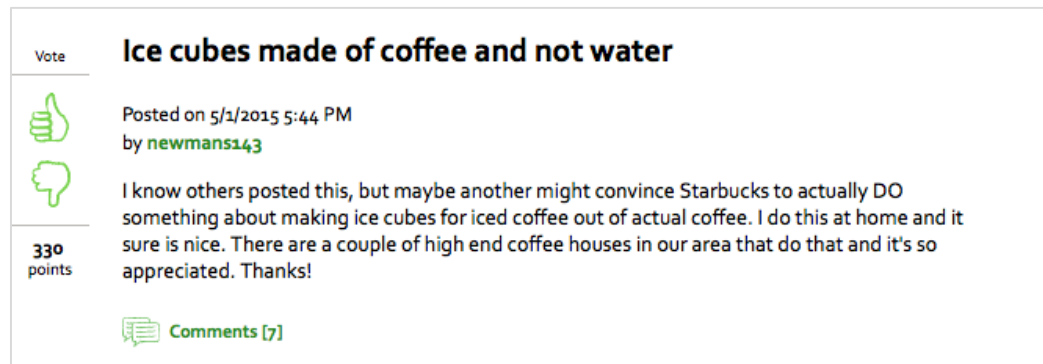 Vote
Ice cubes made of coffee and not water
Posted on 5/1/2015 5:44 PM
by newmans143
I know others posted this, but maybe another might convince Starbucks to actually DO
something about making ice cubes for iced coffee out of actual coffee. I do this at home and it
sure is nice. There are a couple of high end coffee houses in our area that do that and it's so
appreciated. Thanks!
330
points
Comments [7]